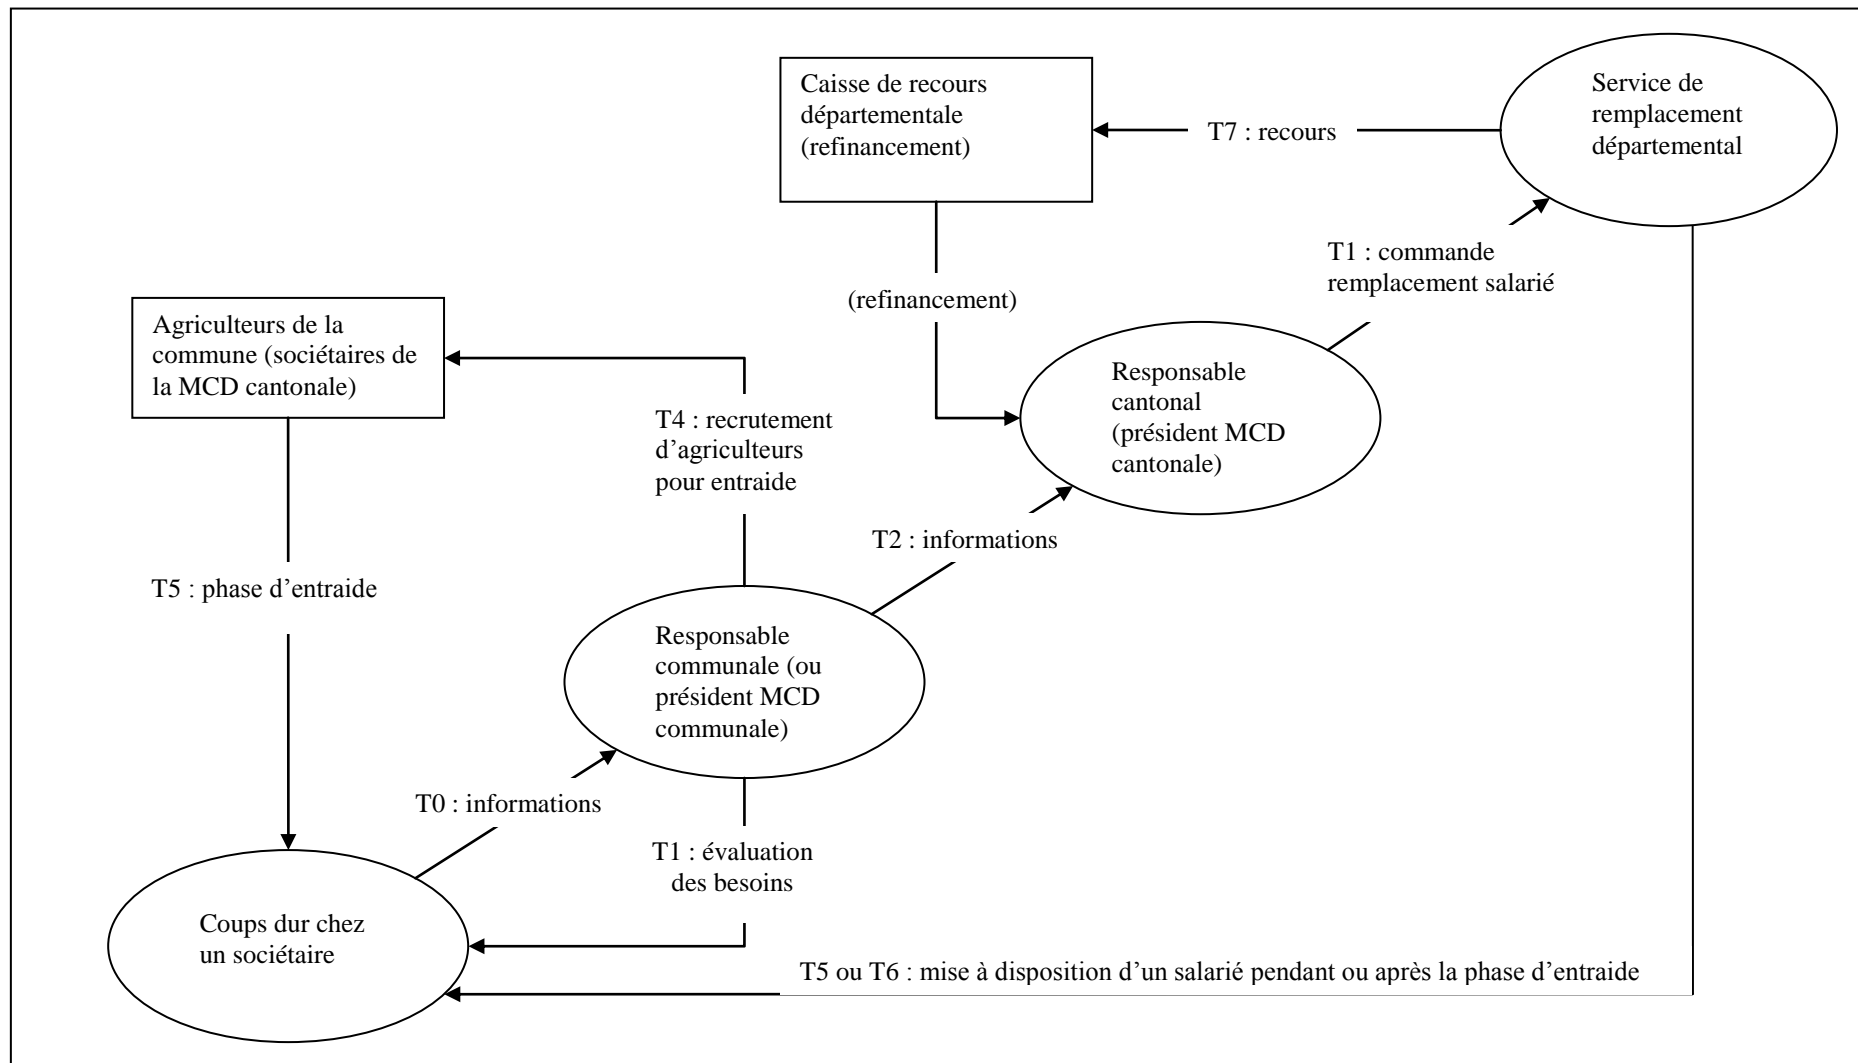 Caisse de recours
départementale
(refinancement)
Service de
remplacement
départemental
T7 : recours
T1 : commande
remplacement salarié
(refinancement)
Agriculteurs de la
commune (sociétaires de
la MCD cantonale)
Responsable
cantonal
(président MCD
cantonale)
T4 : recrutement
d’agriculteurs
pour entraide
T2 : informations
T5 : phase d’entraide
Responsable
communale (ou
président MCD
communale)
T0 : informations
T1 : évaluation
des besoins
Coups dur chez
un sociétaire
T5 ou T6 : mise à disposition d’un salarié pendant ou après la phase d’entraide